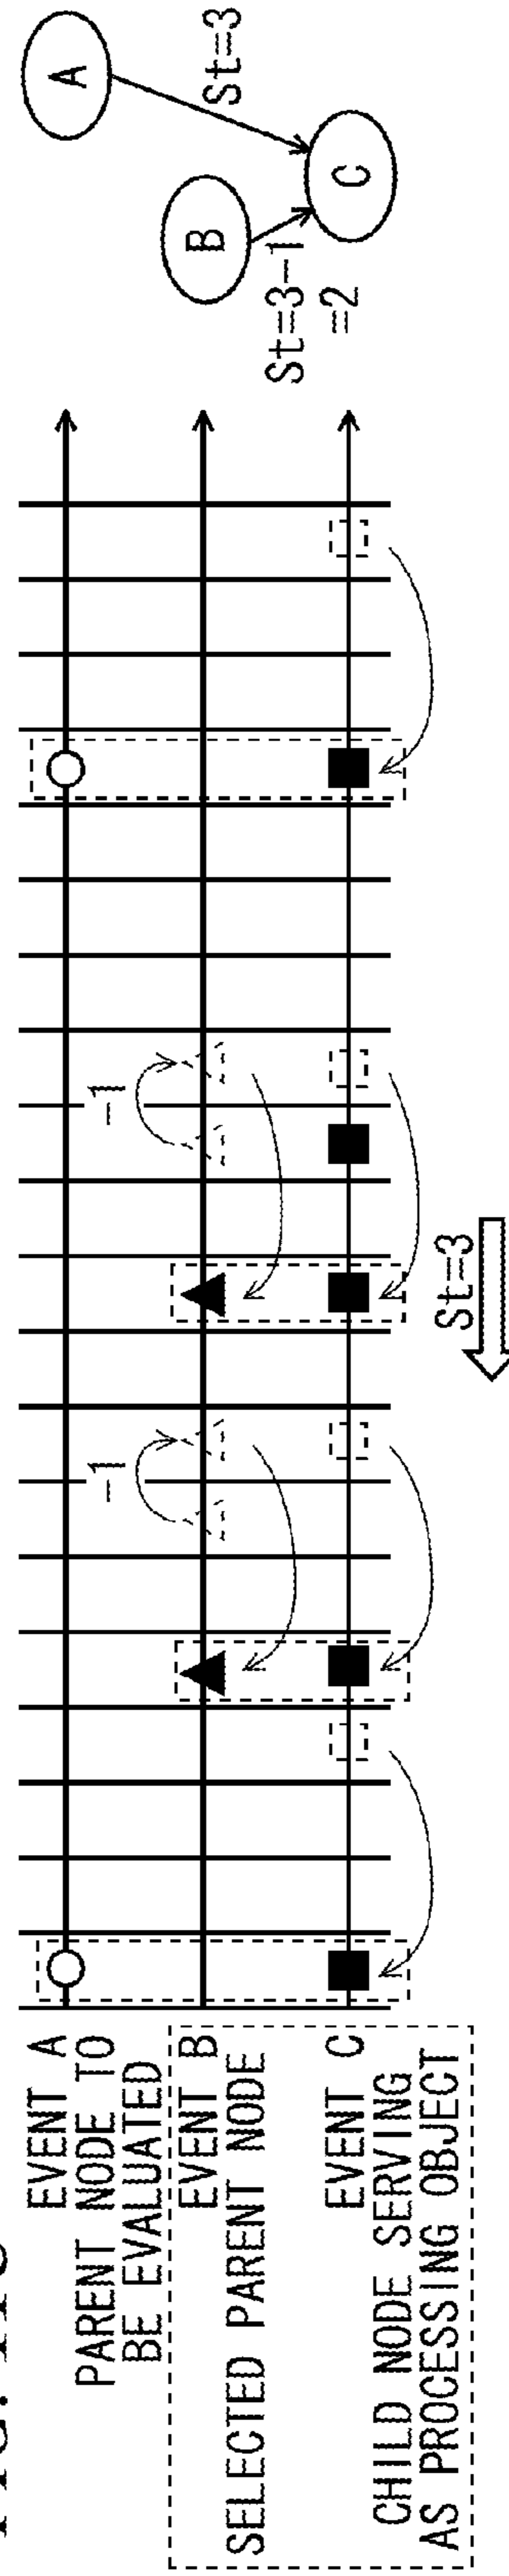 EVENT A
PARENT NODE TO
BE EVALUATED
EVENT B
SELECTED PARENT NODE
EVENT C
CHILD NODE SERVING
AS PROCESSING OBJECT
-1
-1
St=3
A
B
C
St=3
St=3-1
=2